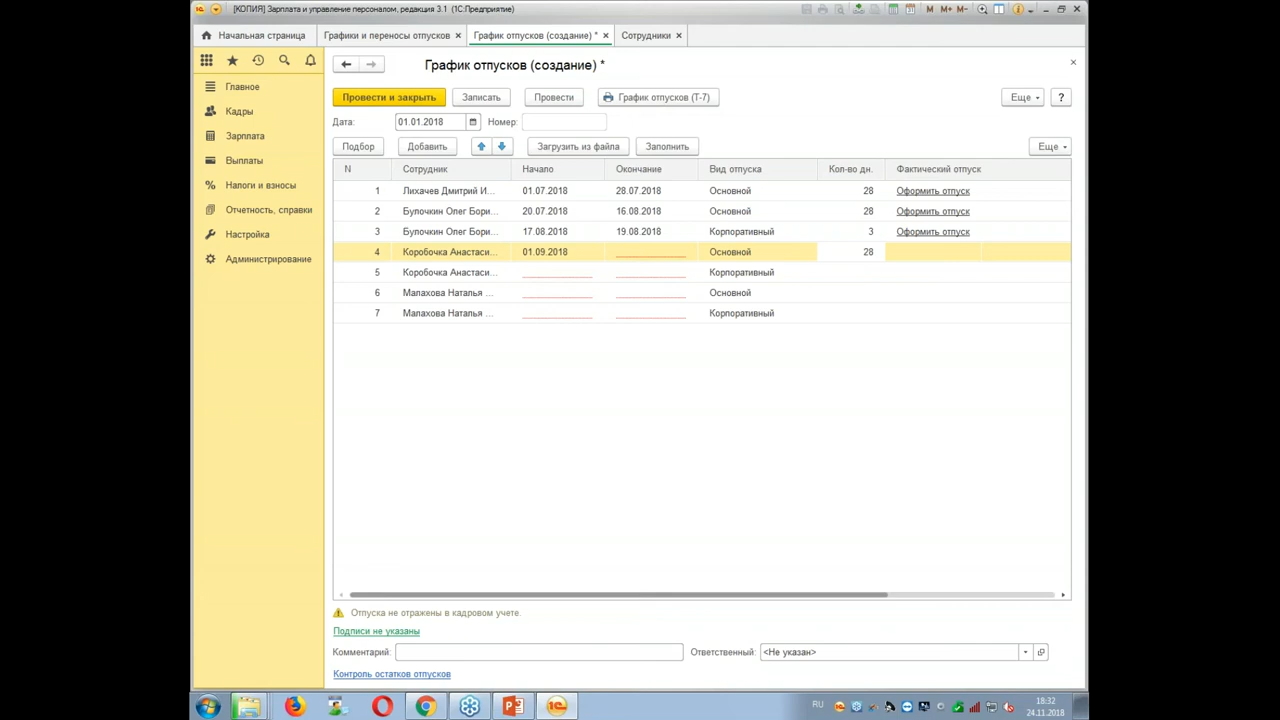 [КОПИЯ] Зарплата и управление персоналом, редакция 3.1 (1С:Предприятие)
M M+ M-
Начальная страница
Графики и переносы отпусков ×
График отпусков (создание) * ×
Сотрудники ×
График отпусков (создание) *
Главное
Кадры
Зарплата
Выплаты
Налоги и взносы
Отчетность, справки
Настройка
Администрирование
Провести и закрыть Записать Провести График отпусков (Т-7) Еще ?
Дата: 01.01.2018 Номер:
Подбор Добавить Загрузить из файла Заполнить Еще
N Сотрудник Начало Окончание Вид отпуска Кол-во дн. Фактический отпуск
1 Лихачев Дмитрий И... 01.07.2018 28.07.2018 Основной 28 Оформить отпуск
2 Булочкин Олег Бори... 20.07.2018 16.08.2018 Основной 28 Оформить отпуск
3 Булочкин Олег Бори... 17.08.2018 19.08.2018 Корпоративный 3 Оформить отпуск
4 Коробочка Анастаси... 01.09.2018 Основной 28
5 Коробочка Анастаси... Корпоративный
6 Малахова Наталья ... Основной
7 Малахова Наталья ... Корпоративный
Отпуска не отражены в кадровом учете.
Подписи не указаны
Комментарий: Ответственный: <Не указан>
Контроль остатков отпусков
RU 18:32
24.11.2018